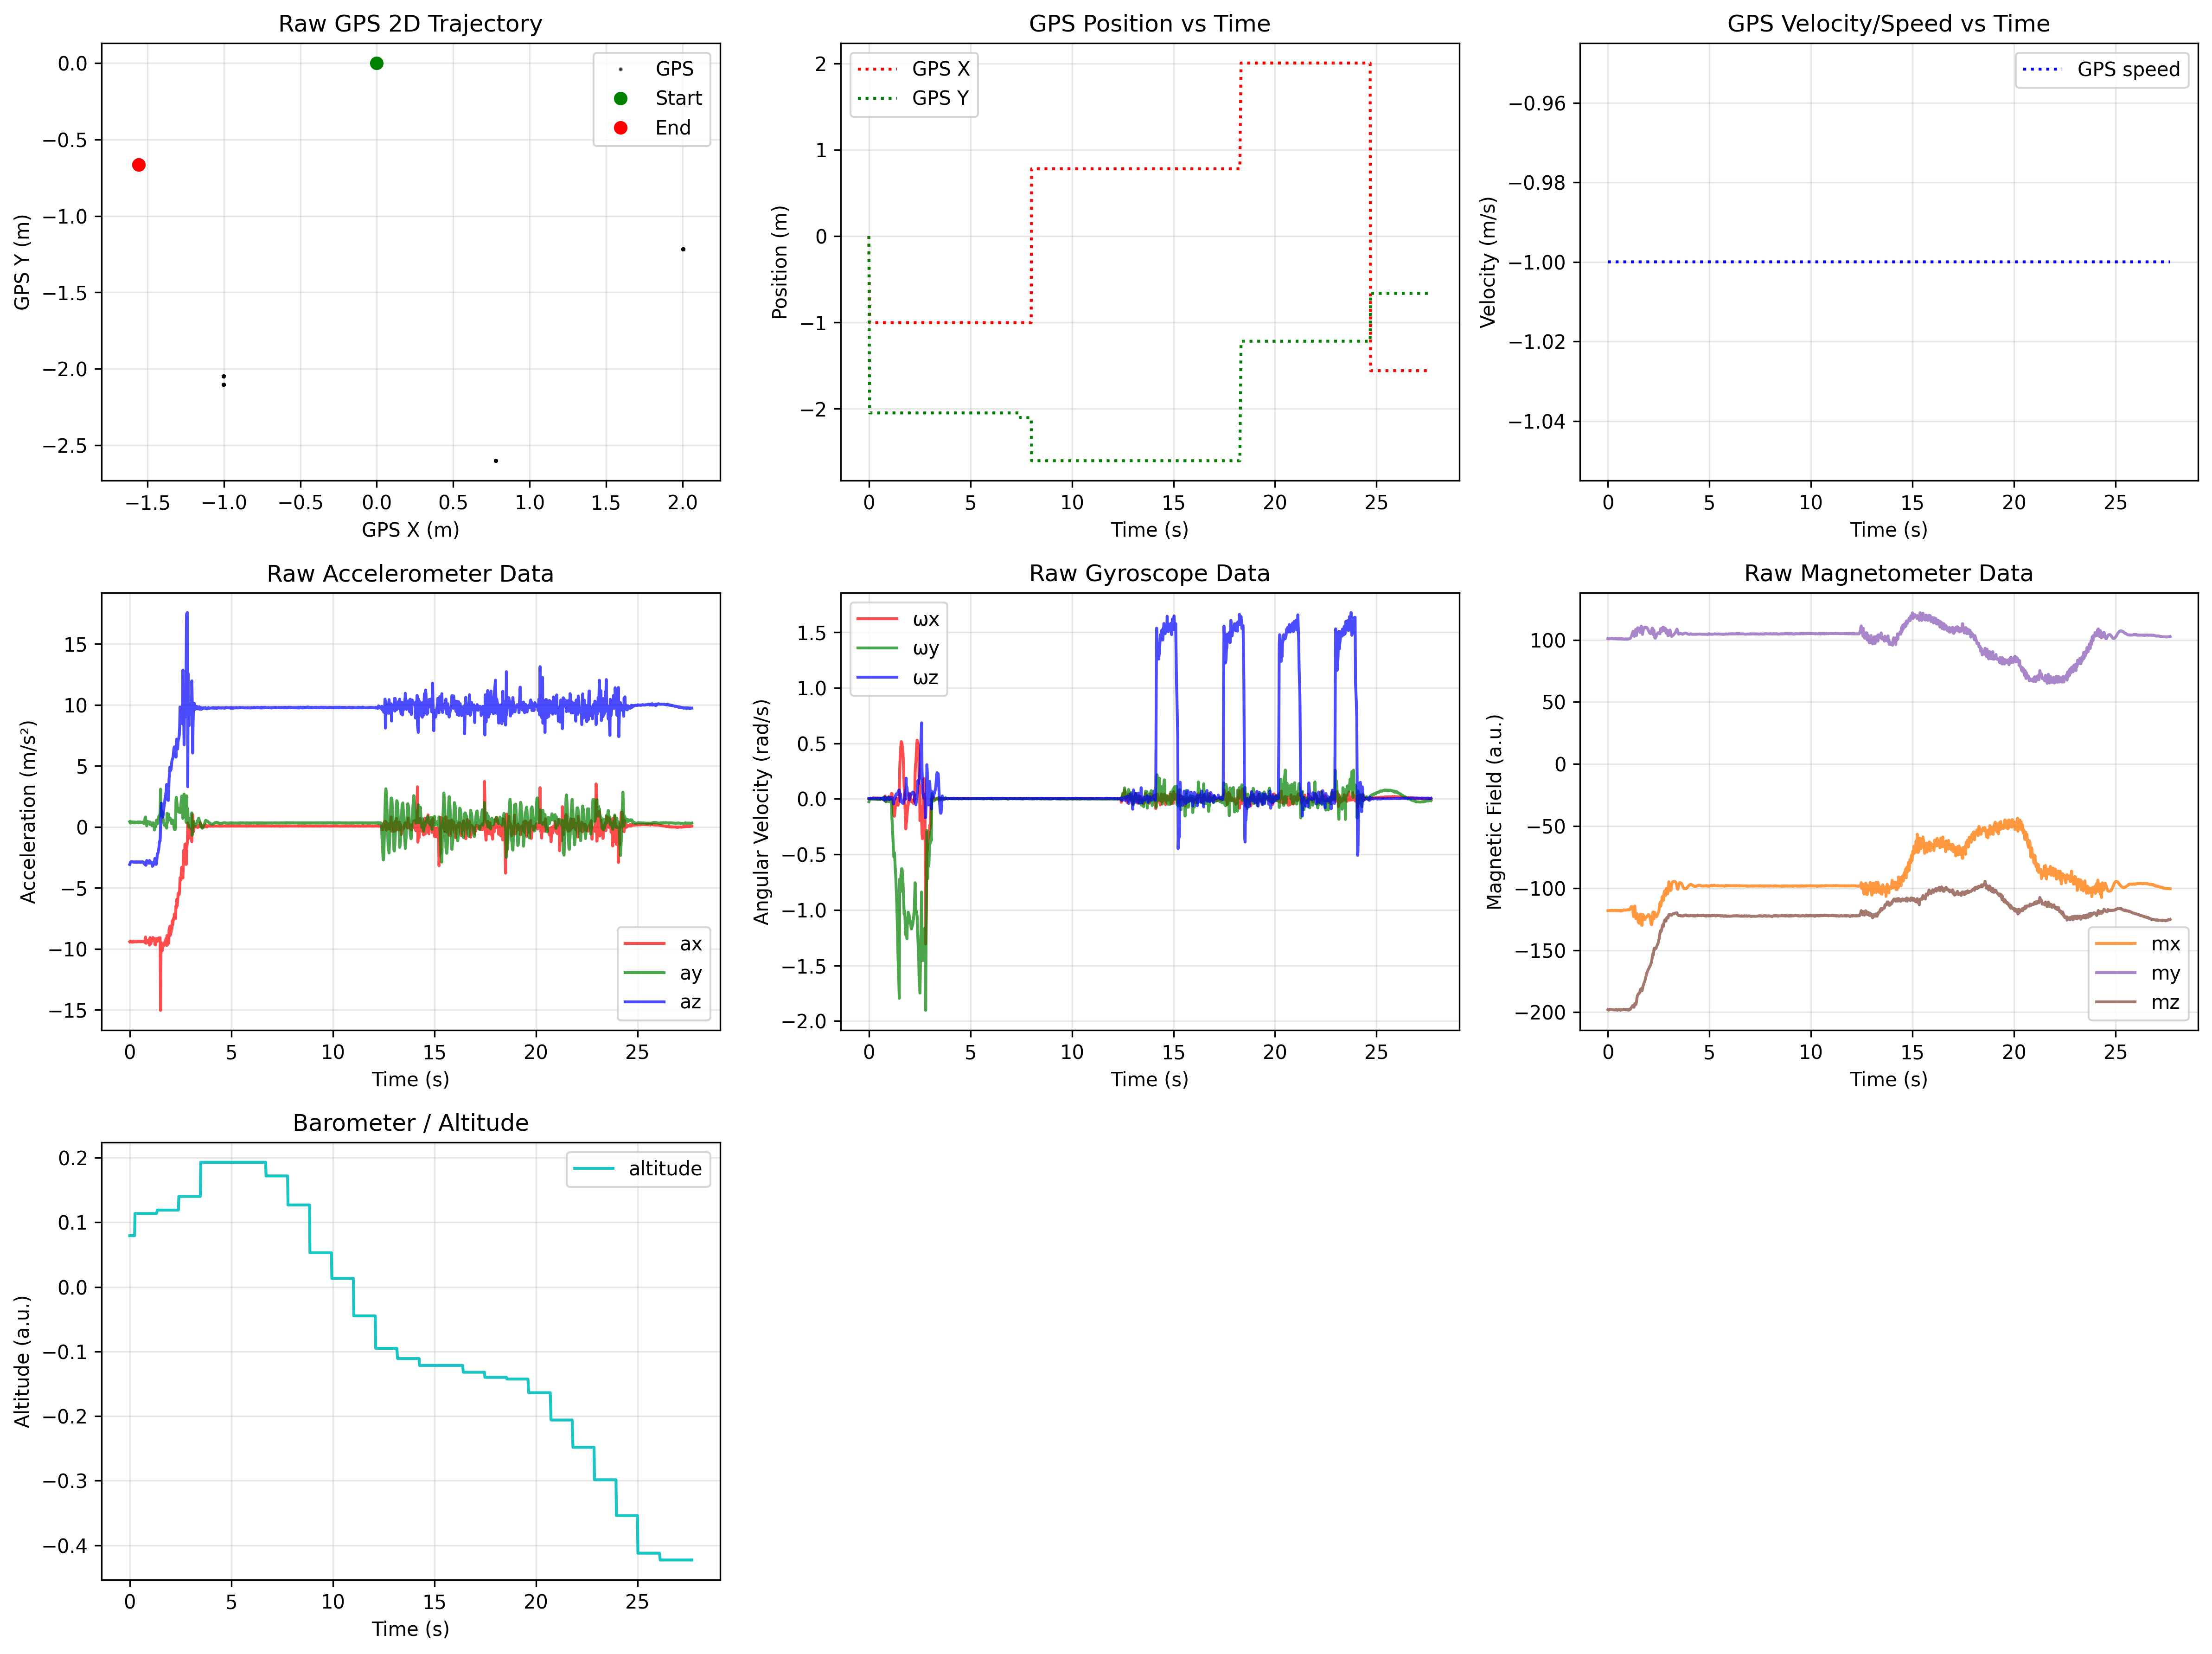 Raw GPS 2D Trajectory
GPS
Start
End
0.0
−0.5
−1.0
−1.5
−2.0
−2.5
GPS Y (m)
−1.5 −1.0 −0.5 0.0 0.5 1.0 1.5 2.0
GPS X (m)
GPS Position vs Time
GPS X
GPS Y
2
1
0
−1
−2
Position (m)
0 5 10 15 20 25
Time (s)
GPS Velocity/Speed vs Time
GPS speed
−0.96
−0.98
−1.00
−1.02
−1.04
Velocity (m/s)
0 5 10 15 20 25
Time (s)
Raw Accelerometer Data
15
10
5
0
−5
−10
−15
Acceleration (m/s²)
ax
ay
az
0 5 10 15 20 25
Time (s)
Raw Gyroscope Data
ωx
ωy
ωz
1.5
1.0
0.5
0.0
−0.5
−1.0
−1.5
−2.0
Angular Velocity (rad/s)
0 5 10 15 20 25
Time (s)
Raw Magnetometer Data
100
50
0
−50
−100
−150
−200
Magnetic Field (a.u.)
mx
my
mz
0 5 10 15 20 25
Time (s)
Barometer / Altitude
altitude
0.2
0.1
0.0
−0.1
−0.2
−0.3
−0.4
Altitude (a.u.)
0 5 10 15 20 25
Time (s)